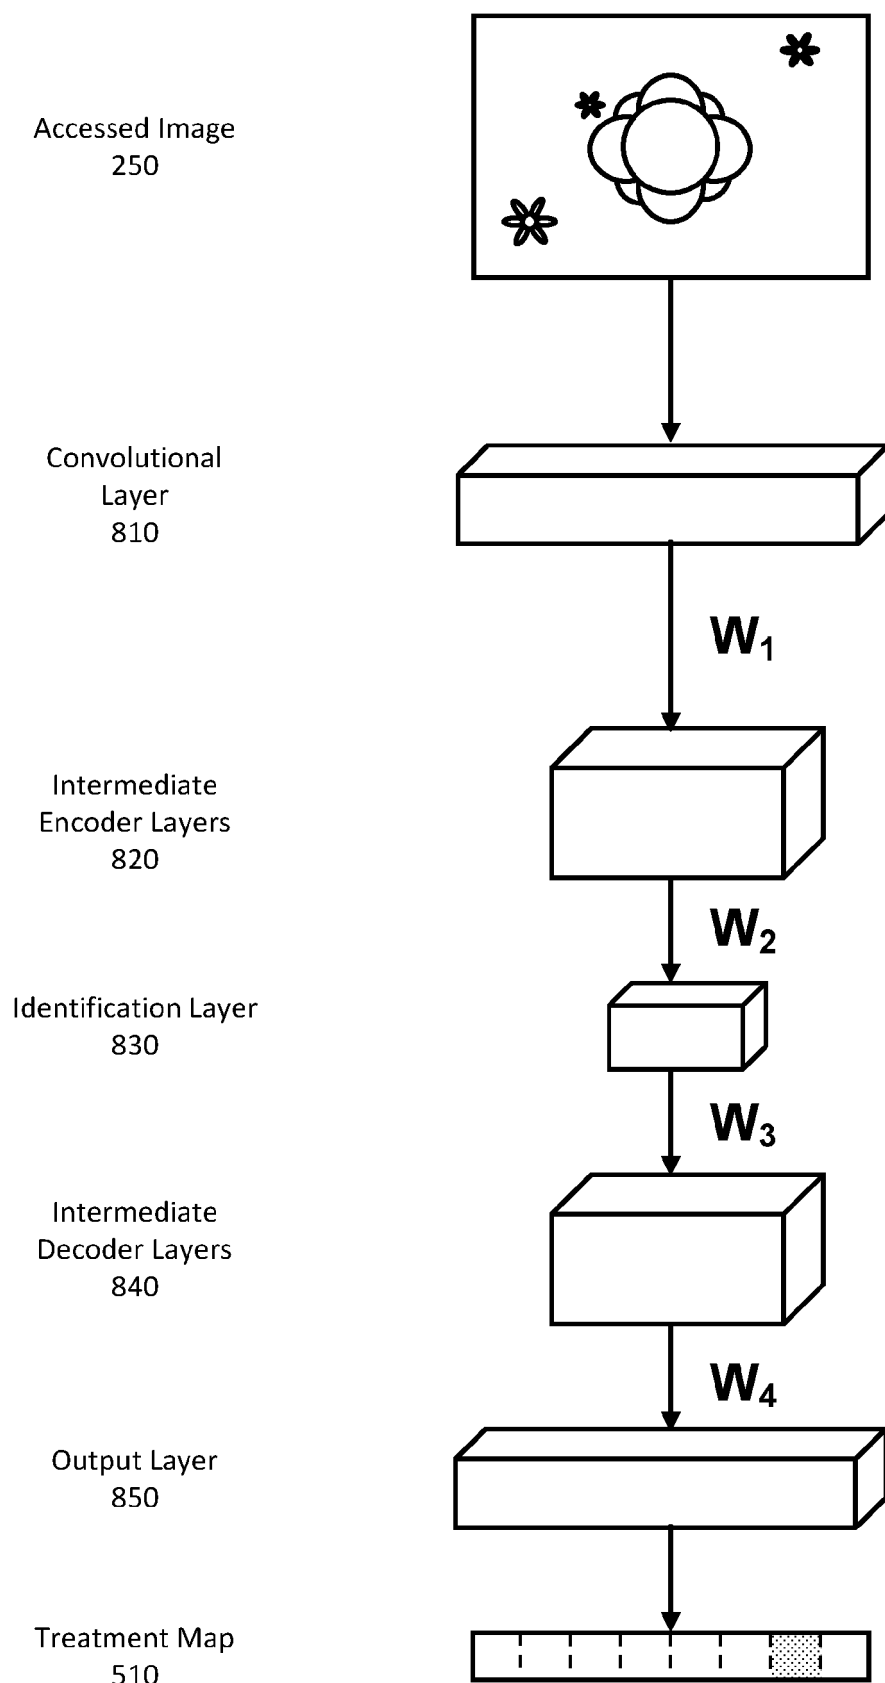 Accessed Image
250
Convolutional
Layer
810
W1
Intermediate
Encoder Layers
820
W2
Identification Layer
830
W3
Intermediate
Decoder Layers
840
W4
Output Layer
850
Treatment Map
510